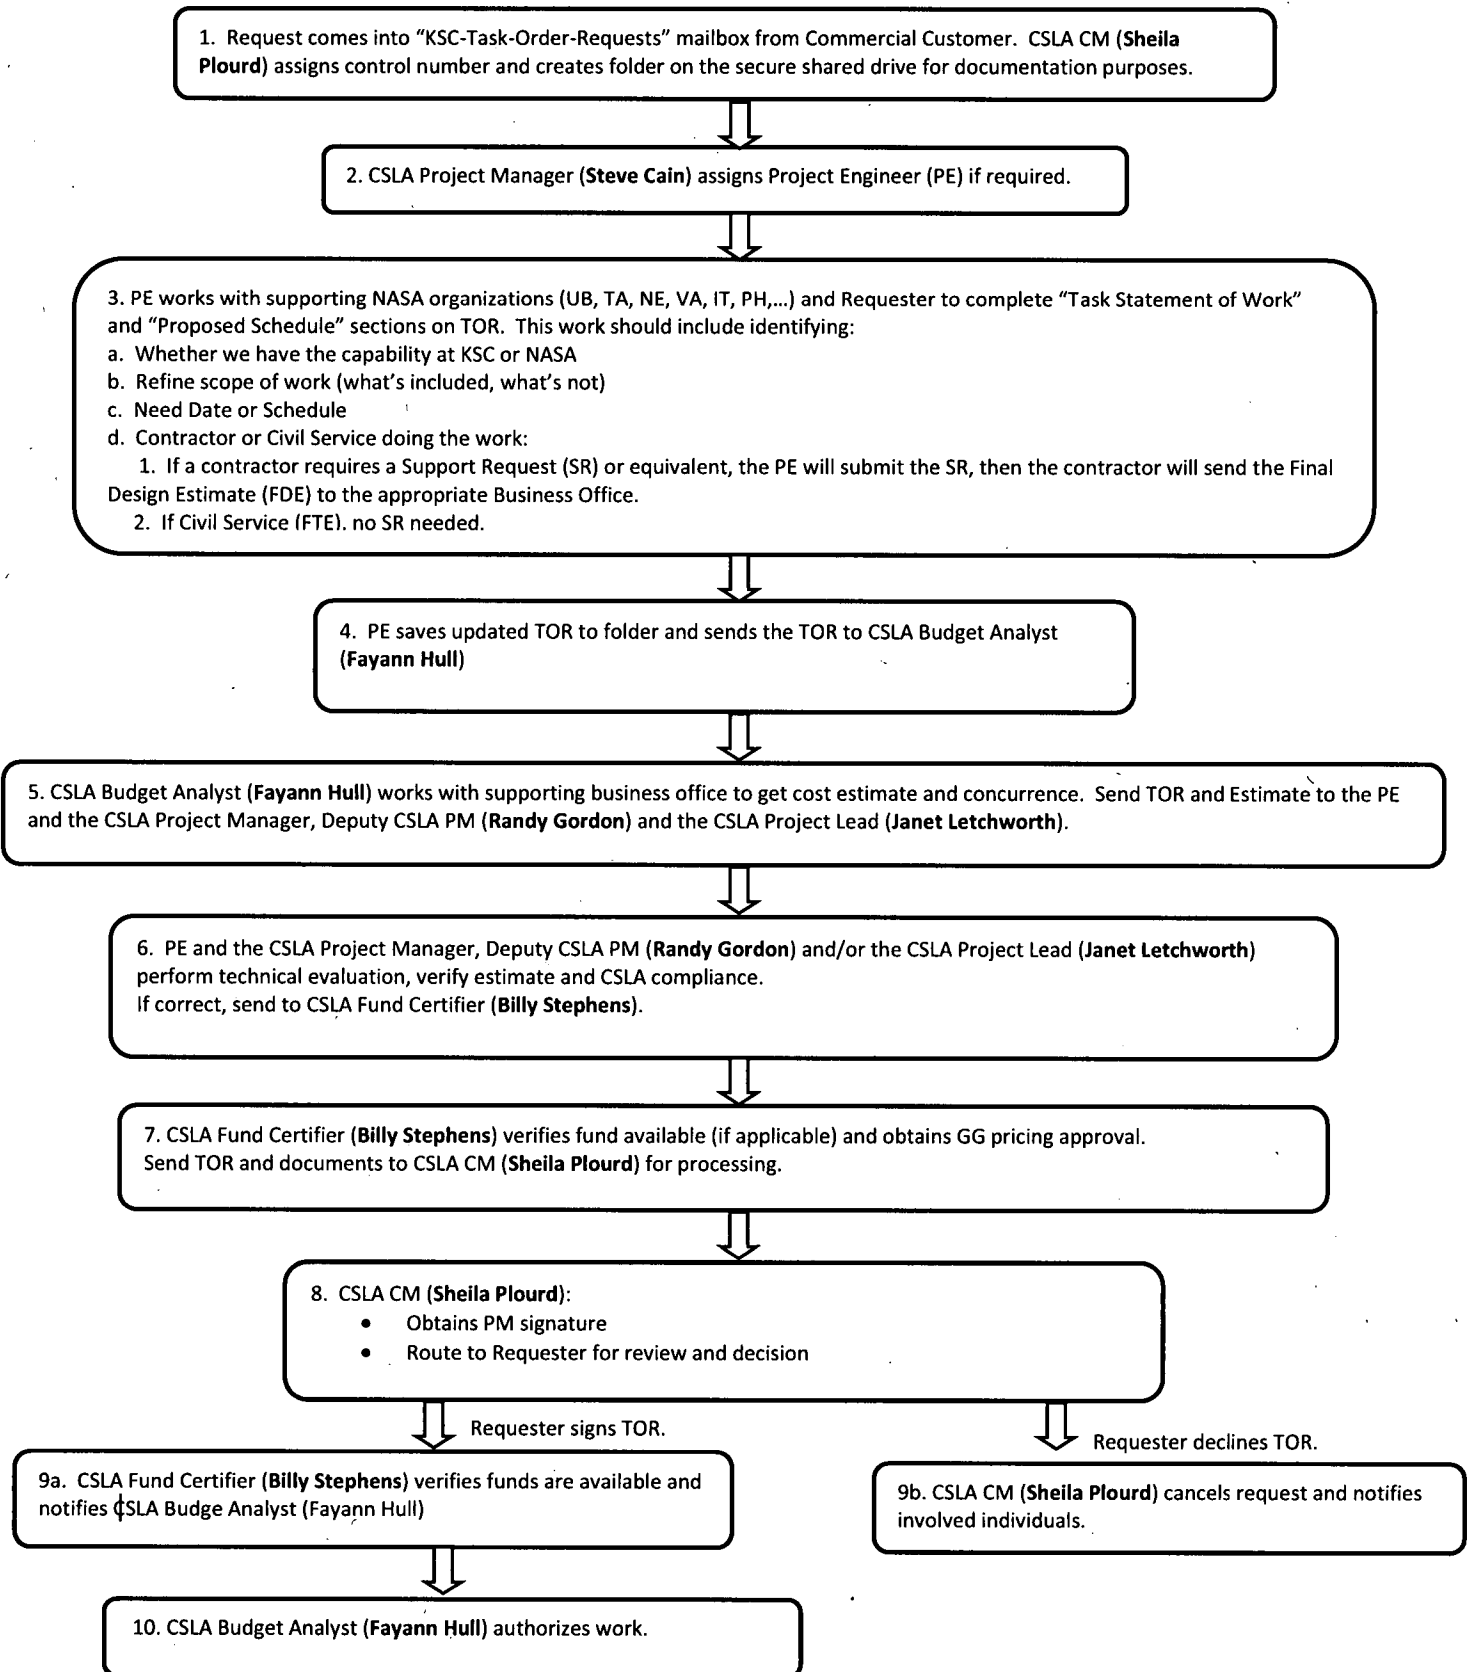 1. Request comes into “KSC-Task-Order-Requests” mailbox from Commercial Customer. CSLA CM (Sheila
Plourd) assigns control number and creates folder on the secure shared drive for documentation purposes.
2. CSLA Project Manager (Steve Cain) assigns Project Engineer (PE) if required.
3. PE works with supporting NASA organizations (UB, TA, NE, VA, IT, PH,...) and Requester to complete “Task Statement of Work”
and “Proposed Schedule” sections on TOR. This work should include identifying:
a. Whether we have the capability at KSC or NASA
b. Refine scope of work (what’s included, what’s not)
c. Need Date or Schedule
d. Contractor or Civil Service doing the work:
1. If a contractor requires a Support Request (SR) or equivalent, the PE will submit the SR, then the contractor will send the Final
Design Estimate (FDE) to the appropriate Business Office.
2. If Civil Service (FTE). no SR needed.
4. PE saves updated TOR to folder and sends the TOR to CSLA Budget Analyst
(Fayann Hull)
5. CSLA Budget Analyst (Fayann Hull) works with supporting business office to get cost estimate and concurrence. Send TOR and Estimate to the PE
and the CSLA Project Manager, Deputy CSLA PM (Randy Gordon) and the CSLA Project Lead (Janet Letchworth).
6. PE and the CSLA Project Manager, Deputy CSLA PM (Randy Gordon) and/or the CSLA Project Lead (Janet Letchworth)
perform technical evaluation, verify estimate and CSLA compliance.
If correct, send to CSLA Fund Certifier (Billy Stephens).
7. CSLA Fund Certifier (Billy Stephens) verifies fund available (if applicable) and obtains GG pricing approval.
Send TOR and documents to CSLA CM (Sheila Plourd) for processing.
8. CSLA CM (Sheila Plourd):
• Obtains PM signature
• Route to Requester for review and decision
Requester signs TOR.
Requester declines TOR.
9a. CSLA Fund Certifier (Billy Stephens) verifies funds are available and
notifies CSLA Budge Analyst (Fayann Hull)
9b. CSLA CM (Sheila Plourd) cancels request and notifies
involved individuals.
10. CSLA Budget Analyst (Fayann Hull) authorizes work.